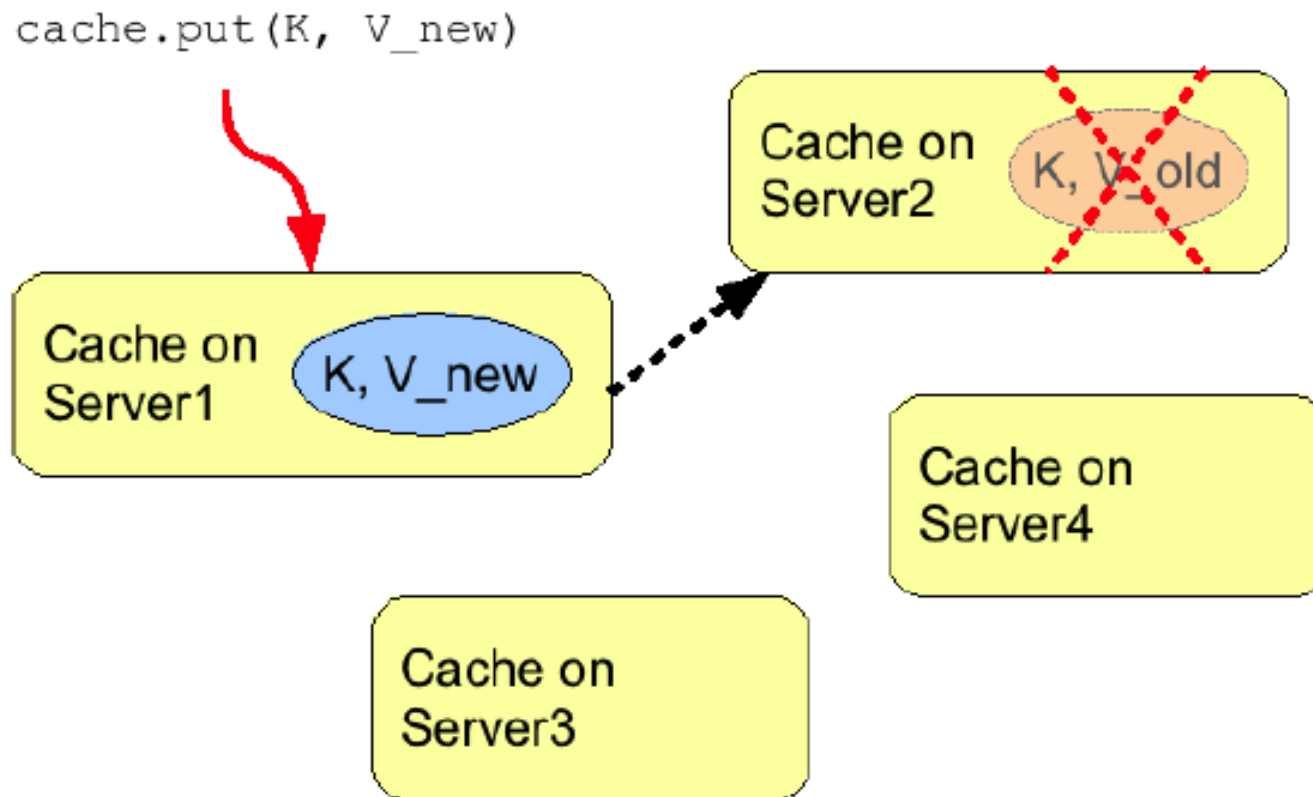 cache.put(K, V_new)
Cache on
Server2
K, V_old
Cache on
Server1
K, V_new
Cache on
Server4
Cache on
Server3